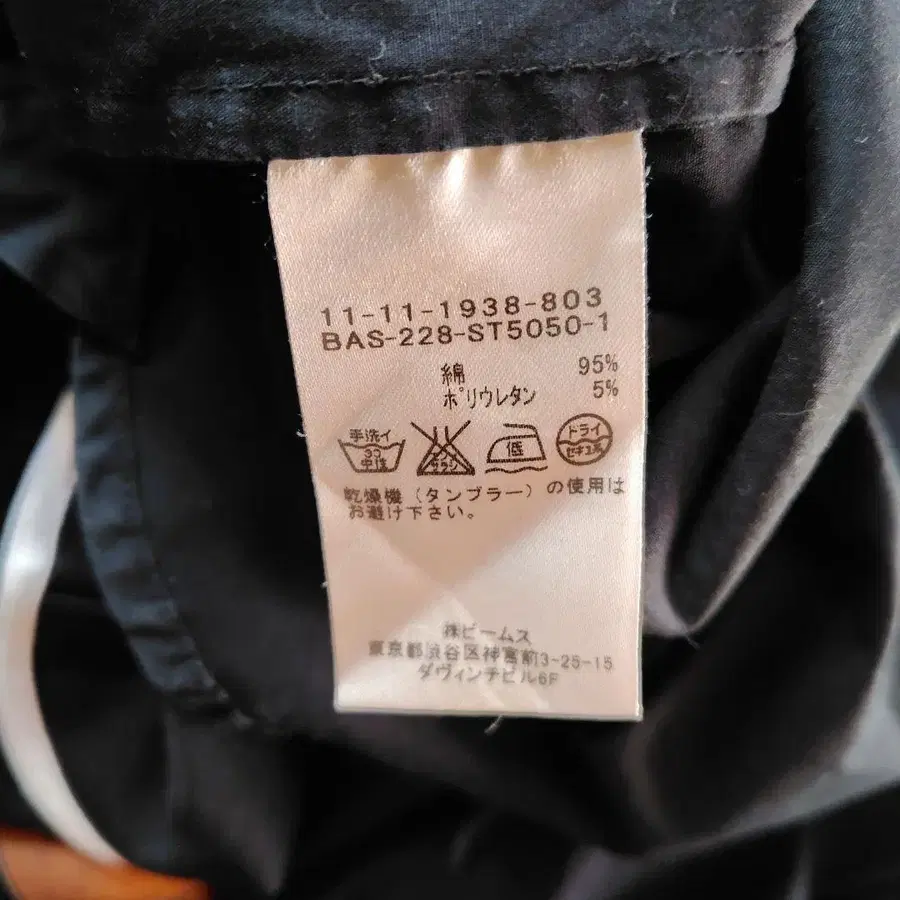 11-11-1938-803
BAS-228-ST5050-1
綿 95%
ポリウレタン 5%
手洗イ
30
中性
低
ドライ
セキユ系
乾燥機(タンブラー)の使用は
お避け下さい。
㈱ビームス
東京都渋谷区神宮前3-25-15
ダヴィンチビル6F